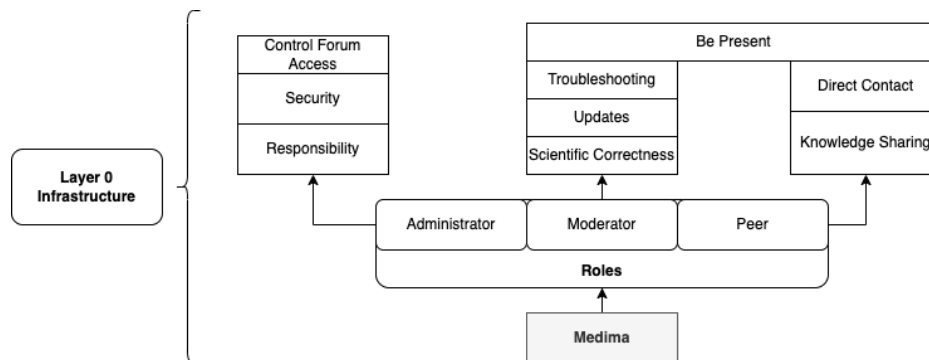 Control Forum
Access
Security
Responsibility
Be Present
Troubleshooting
Updates
Scientific Correctness
Direct Contact
Knowledge Sharing
Layer 0
Infrastructure
Administrator
Moderator
Peer
Roles
Medima